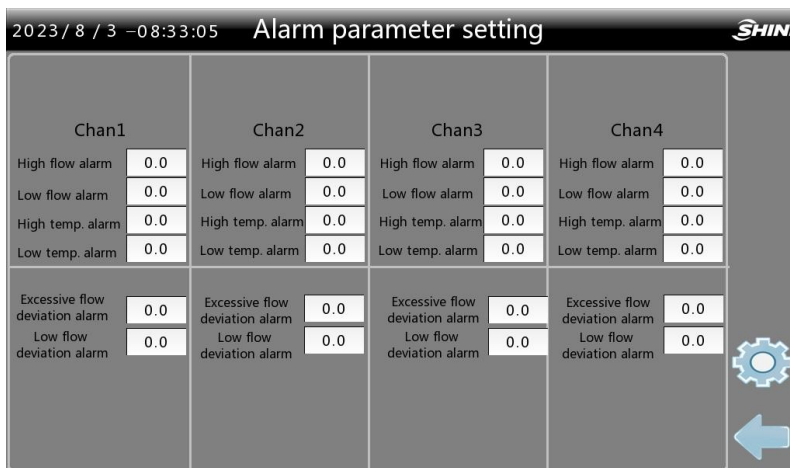 2023/ 8 / 3 –08:33:05 Alarm parameter setting SHIN
Chan1 Chan2 Chan3 Chan4
High flow alarm 0.0 High flow alarm 0.0 High flow alarm 0.0 High flow alarm 0.0
Low flow alarm 0.0 Low flow alarm 0.0 Low flow alarm 0.0 Low flow alarm 0.0
High temp. alarm 0.0 High temp. alarm 0.0 High temp. alarm 0.0 High temp. alarm 0.0
Low temp. alarm 0.0 Low temp. alarm 0.0 Low temp. alarm 0.0 Low temp. alarm 0.0
Excessive flow Excessive flow Excessive flow Excessive flow
deviation alarm 0.0 deviation alarm 0.0 deviation alarm 0.0 deviation alarm 0.0
Low flow Low flow Low flow Low flow
deviation alarm 0.0 deviation alarm 0.0 deviation alarm 0.0 deviation alarm 0.0